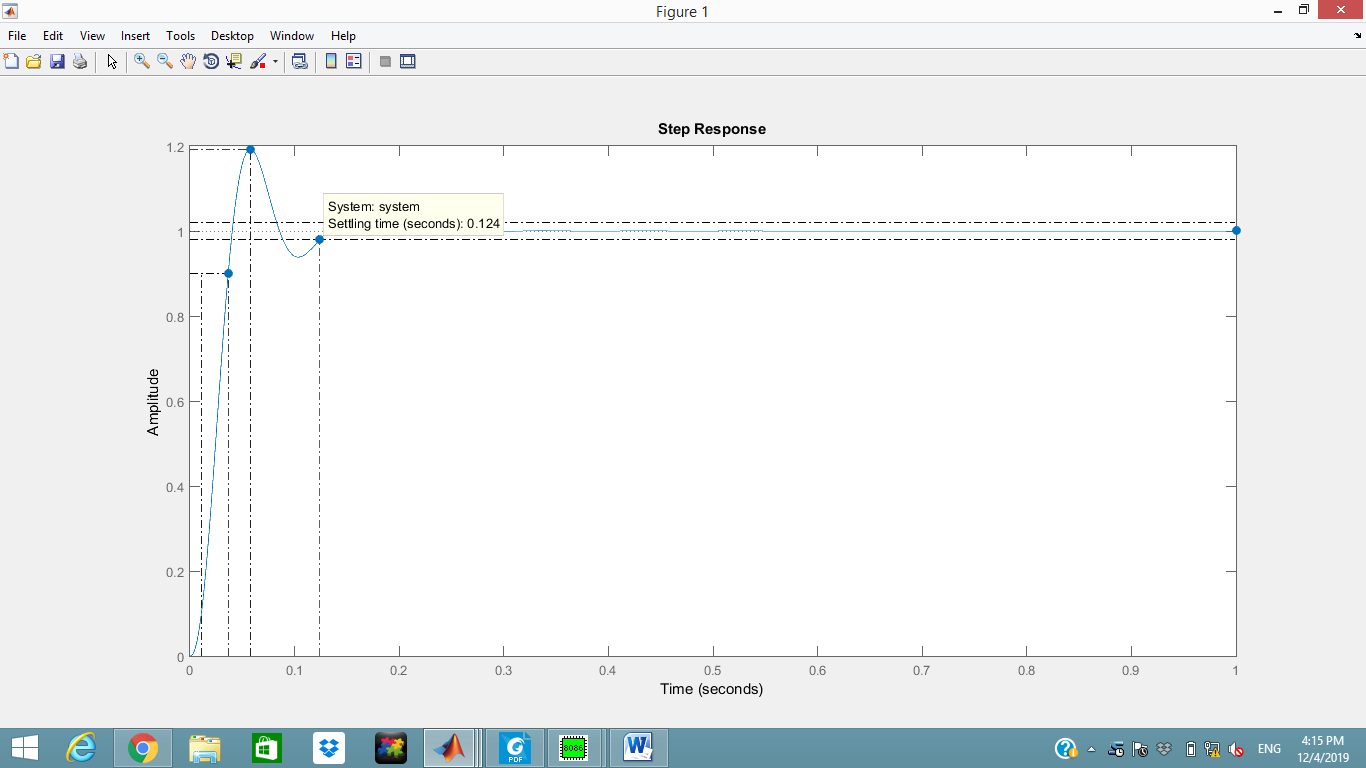 Figure 1
File Edit View Insert Tools Desktop Window Help
Step Response
1.2
1
0.8
0.6
0.4
0.2
0
Amplitude
System: system
Settling time (seconds): 0.124
0 0.1 0.2 0.3 0.4 0.5 0.6 0.7 0.8 0.9 1
Time (seconds)
PDF
8086
ENG
4:15 PM
12/4/2019